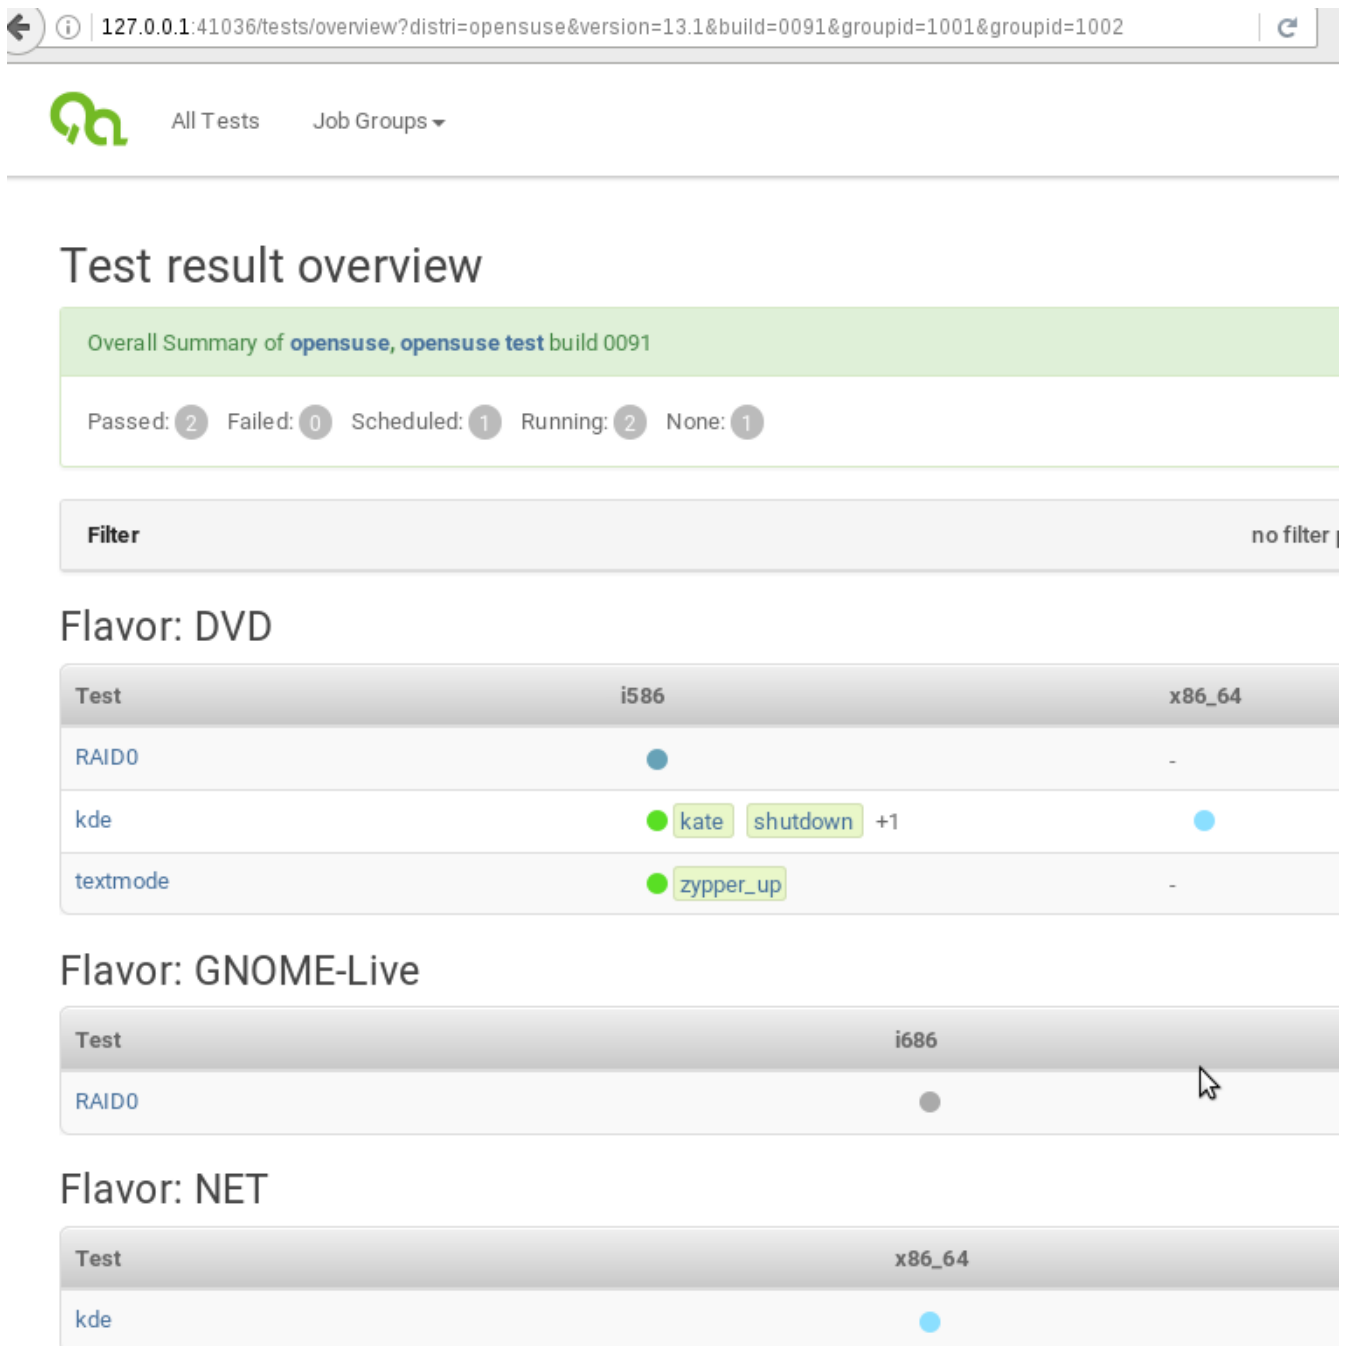 127.0.0.1:41036/tests/overview?distri=opensuse&version=13.1&build=0091&groupid=1001&groupid=1002
All Tests Job Groups
Test result overview
Overall Summary of opensuse, opensuse test build 0091
Passed: 2 Failed: 0 Scheduled: 1 Running: 2 None: 1
Filter no filter
Flavor: DVD
Test i586 x86_64
RAID0 -
kde kate shutdown +1
textmode zypper_up -
Flavor: GNOME-Live
Test i686
RAID0
Flavor: NET
Test x86_64
kde